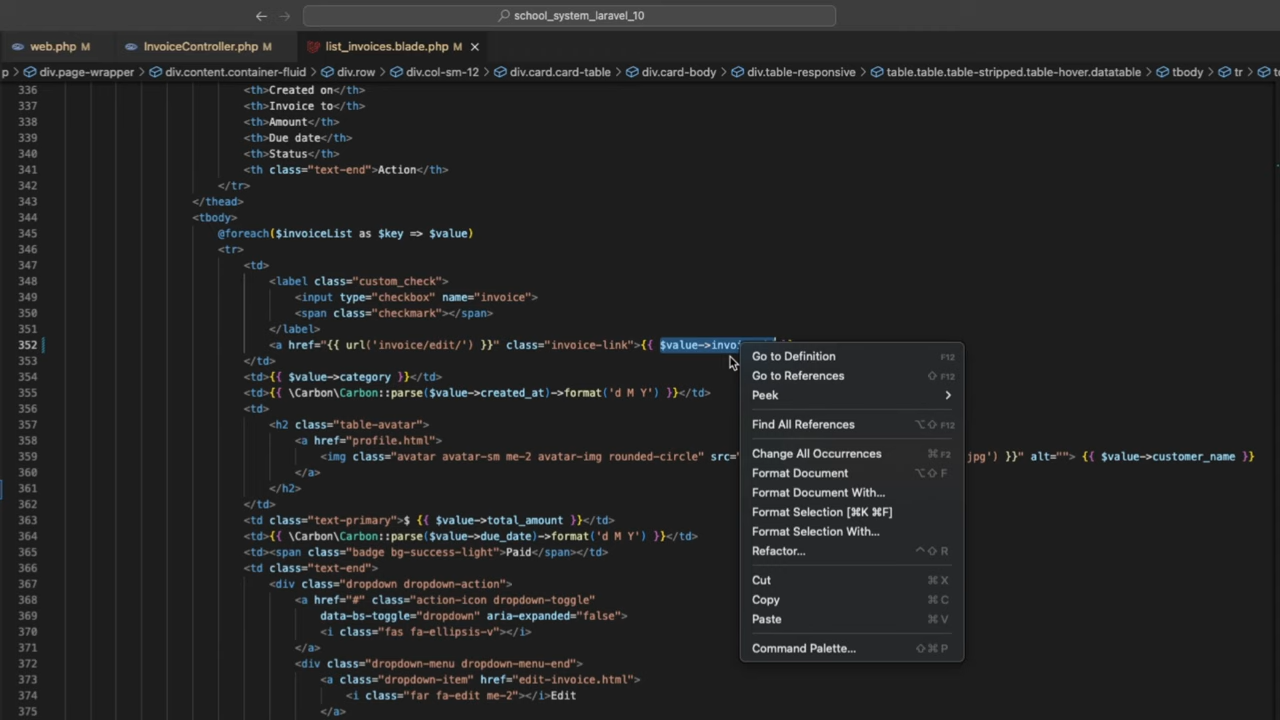 school_system_laravel_10
web.php M
InvoiceController.php M
list_invoices.blade.php M
p > div.page-wrapper > div.content.container-fluid > div.row > div.col-sm-12 > div.card.card-table > div.card-body > div.table-responsive > table.table.table-stripped.table-hover.datatable > tbody > tr >
336 <th>Created on</th>
337 <th>Invoice to</th>
338 <th>Amount</th>
339 <th>Due date</th>
340 <th>Status</th>
341 <th class="text-end">Action</th>
342 </tr>
343 </thead>
344 <tbody>
345 @foreach($invoiceList as $key => $value)
346 <tr>
347 <td>
348 <label class="custom_check">
349 <input type="checkbox" name="invoice">
350 <span class="checkmark"></span>
351 </label>
352 <a href="{{ url('invoice/edit/') }}" class="invoice-link">{{ $value->invoi
353 </td>
354 <td>{{ $value->category }}</td>
355 <td>{{ \Carbon\Carbon::parse($value->created_at)->format('d M Y') }}</td>
356 <td>
357 <h2 class="table-avatar">
358 <a href="profile.html">
359 <img class="avatar avatar-sm me-2 avatar-img rounded-circle" src=" jpg') }}" alt=""> {{ $value->customer_name }}
360 </a>
361 </h2>
362 </td>
363 <td class="text-primary">$ {{ $value->total_amount }}</td>
364 <td>{{ \Carbon\Carbon::parse($value->due_date)->format('d M Y') }}</td>
365 <td><span class="badge bg-success-light">Paid</span></td>
366 <td class="text-end">
367 <div class="dropdown dropdown-action">
368 <a href="#" class="action-icon dropdown-toggle"
369 data-bs-toggle="dropdown" aria-expanded="false">
370 <i class="fas fa-ellipsis-v"></i>
371 </a>
372 <div class="dropdown-menu dropdown-menu-end">
373 <a class="dropdown-item" href="edit-invoice.html">
374 <i class="far fa-edit me-2"></i>Edit
375 </a>
Go to Definition F12
Go to References ⇧ F12
Peek
Find All References ⌥⇧ F12
Change All Occurrences ⌘ F2
Format Document ⌥⇧ F
Format Document With...
Format Selection [⌘K ⌘F]
Format Selection With...
Refactor... ^⇧ R
Cut ⌘ X
Copy ⌘ C
Paste ⌘ V
Command Palette... ⇧⌘ P